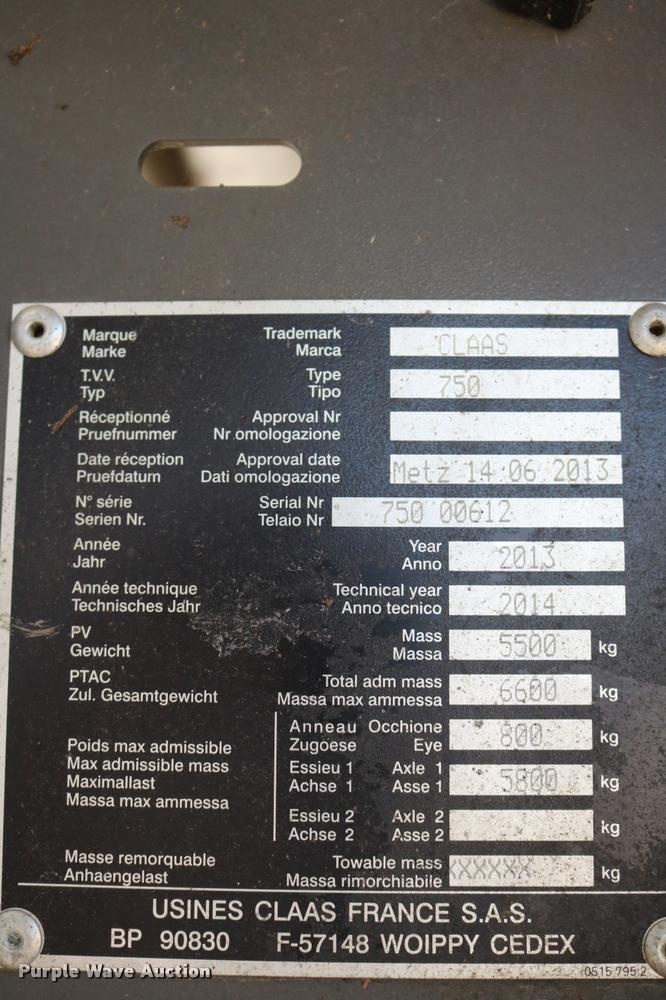 Marque Trademark
Marke Marca CLAAS
T.V.V. Type
Typ Tipo 750
Réceptionné Approval Nr
Pruefnummer Nr.omologazione
Date réception Approval date
Pruefdatum Dati omologazione Metz 14 06 2013
N° série Serial Nr
Serien Nr. Telaio Nr 750 00612
Année Year
Jahr Anno 2013
Année technique Technical year
Technisches Jahr Anno tecnico 2014
PV Mass
Gewicht Massa 5500 kg
PTAC Total adm mass
Zul. Gesamtgewicht Massa max ammessa 6600 kg
Anneau Occhione
Zugoese Eye 800 kg
Poids max admissible
Max admissible mass
Maximallast
Massa max ammessa
Essieu 1 Axle 1
Achse 1 Asse 1 5800 kg
Essieu 2 Axle 2
Achse 2 Asse 2 kg
Masse remorquable Towable mass
Anhaengelast Massa rimorchiabile XXXXXX kg
USINES CLAAS FRANCE S.A.S.
BP 90830 F-57148 WOIPPY CEDEX
0515 795 2
Purple Wave Auction